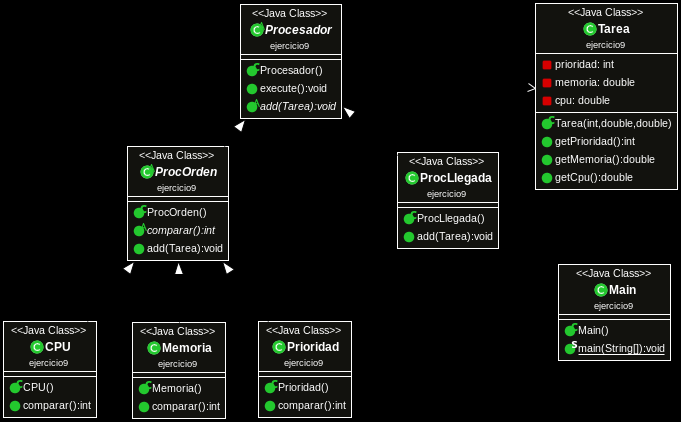 <<Java Class>>
Procesador
ejercicio9
Procesador()
execute():void
add(Tarea):void
<<Java Class>>
Tarea
ejercicio9
prioridad: int
memoria: double
cpu: double
Tarea(int,double,double)
getPrioridad():int
getMemoria():double
getCpu():double
<<Java Class>>
ProcOrden
ejercicio9
ProcOrden()
comparar():int
add(Tarea):void
<<Java Class>>
ProcLlegada
ejercicio9
ProcLlegada()
add(Tarea):void
<<Java Class>>
Main
ejercicio9
Main()
main(String[]):void
<<Java Class>>
CPU
ejercicio9
CPU()
comparar():int
<<Java Class>>
Memoria
ejercicio9
Memoria()
comparar():int
<<Java Class>>
Prioridad
ejercicio9
Prioridad()
comparar():int